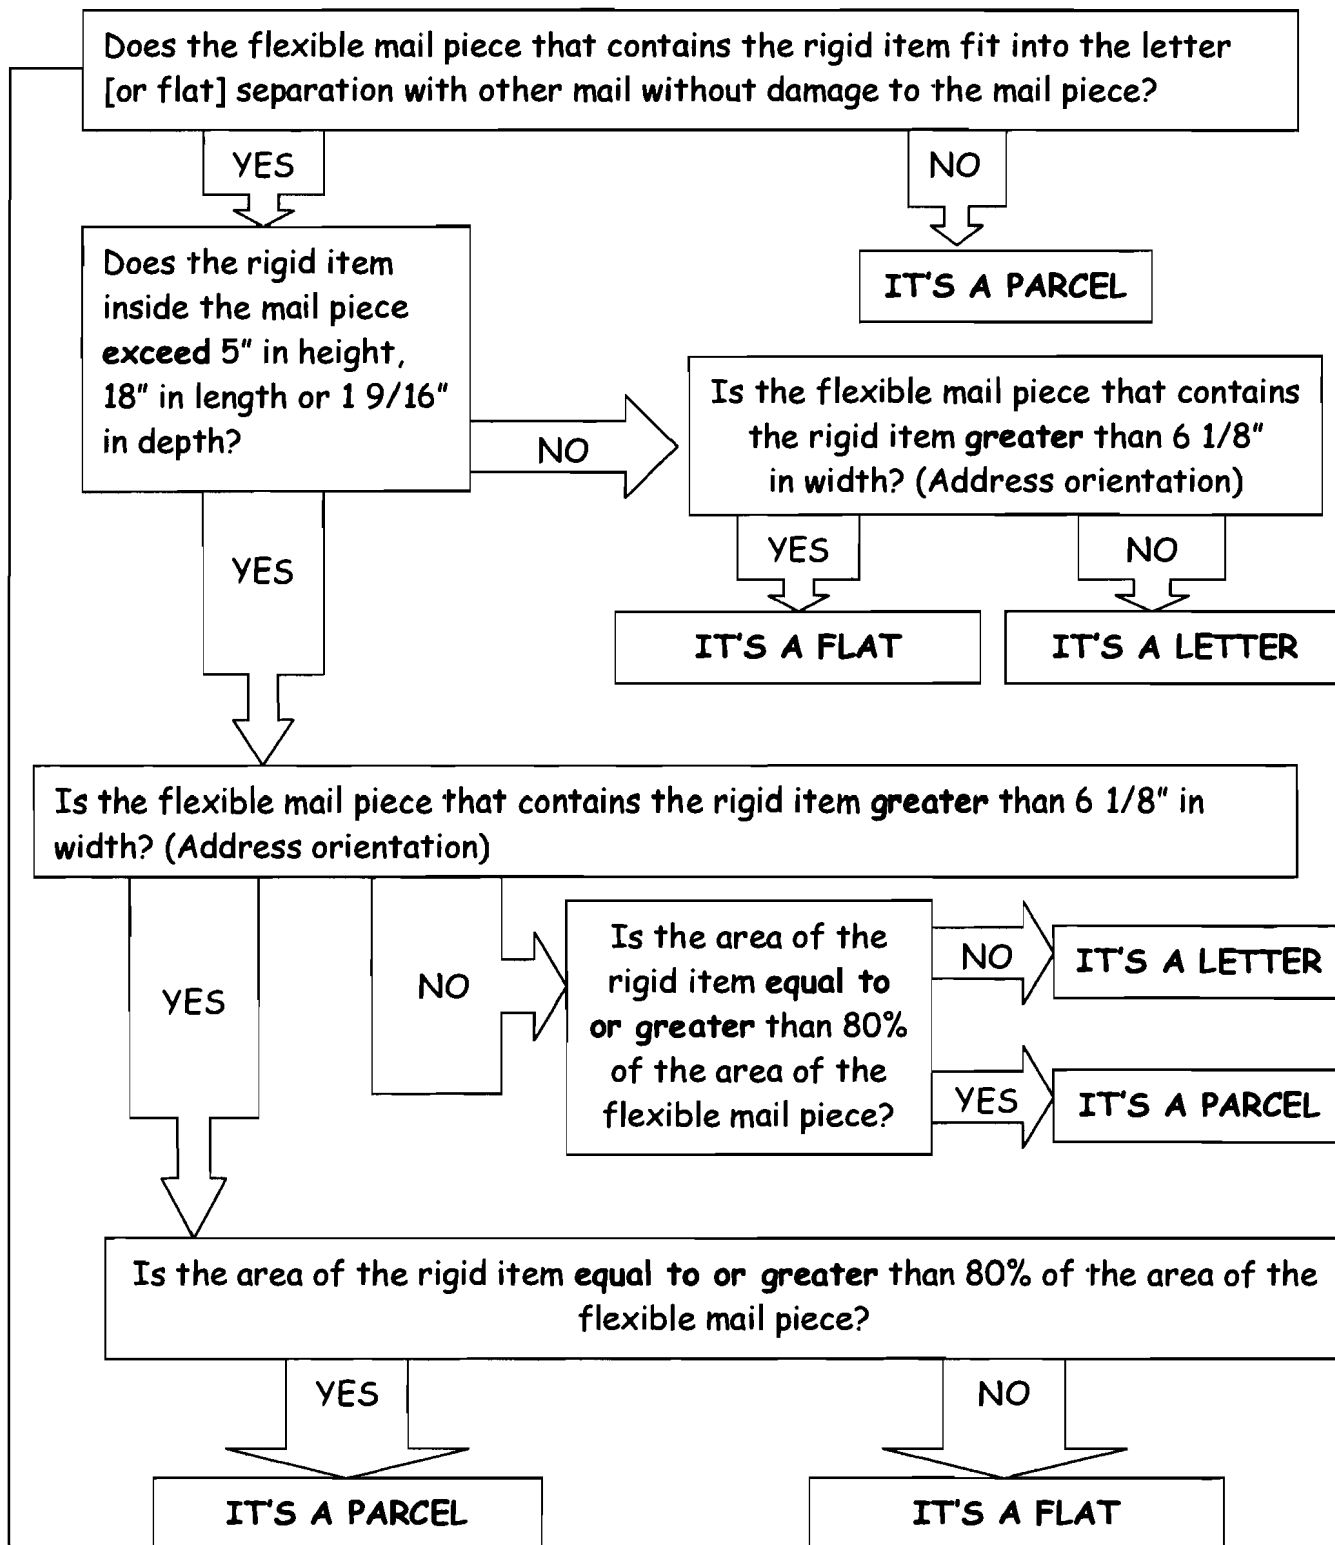 Does the flexible mail piece that contains the rigid item fit into the letter
[or flat] separation with other mail without damage to the mail piece?
YES
NO
Does the rigid item
inside the mail piece
exceed 5" in height,
18" in length or 1 9/16"
in depth?
IT'S A PARCEL
NO
Is the flexible mail piece that contains
the rigid item greater than 6 1/8"
in width? (Address orientation)
YES
YES
NO
IT'S A FLAT
IT'S A LETTER
Is the flexible mail piece that contains the rigid item greater than 6 1/8" in
width? (Address orientation)
YES
NO
Is the area of the
rigid item equal to
or greater than 80%
of the area of the
flexible mail piece?
NO
IT'S A LETTER
YES
IT'S A PARCEL
Is the area of the rigid item equal to or greater than 80% of the area of the
flexible mail piece?
YES
NO
IT'S A PARCEL
IT'S A FLAT